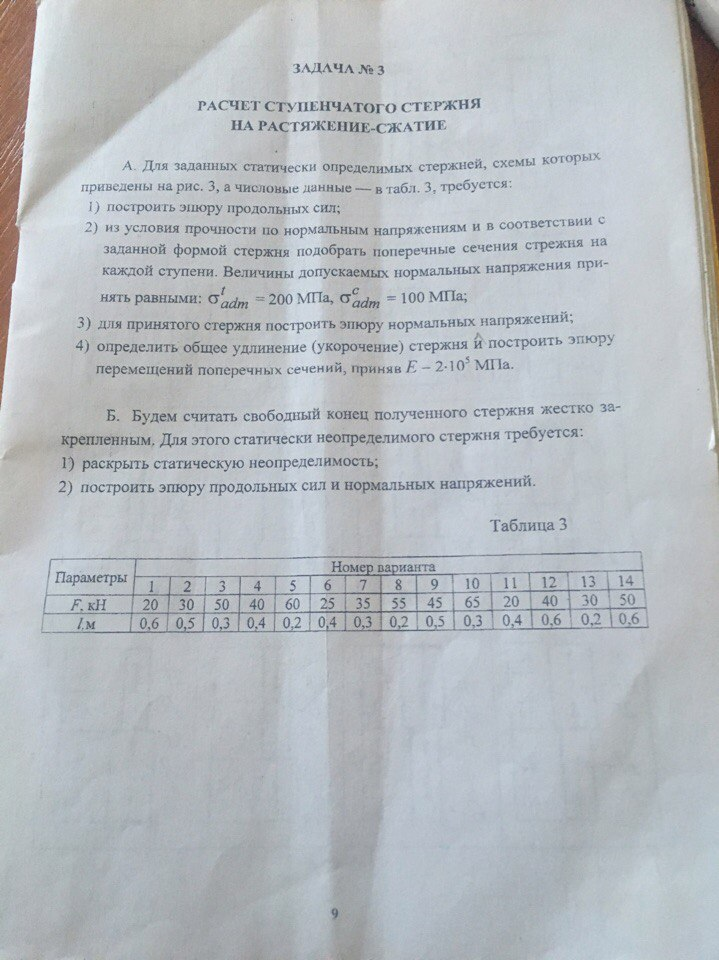 ЗАДАЧА № 3
РАСЧЕТ СТУПЕНЧАТОГО СТЕРЖНЯ
НА РАСТЯЖЕНИЕ-СЖАТИЕ
А. Для заданных статически определимых стержней, схемы которых
приведены на рис. 3, а числовые данные — в табл. 3, требуется:
1) построить эпюру продольных сил;
2) из условия прочности по нормальным напряжениям и в соответствии с
заданной формой стержня подобрать поперечные сечения стрежня на
каждой ступени. Величины допускаемых нормальных напряжения при-
нять равными: σ^t_adm = 200 МПа, σ^c_adm = 100 МПа;
3) для принятого стержня построить эпюру нормальных напряжений;
4) определить общее удлинение (укорочение) стержня и построить эпюру
перемещений поперечных сечений, приняв E – 2·10⁵ МПа.
Б. Будем считать свободный конец полученного стержня жестко за-
крепленным. Для этого статически неопределимого стержня требуется:
1) раскрыть статическую неопределимость;
2) построить эпюру продольных сил и нормальных напряжений.
Таблица 3
Параметры Номер варианта
1 2 3 4 5 6 7 8 9 10 11 12 13 14
F, кН 20 30 50 40 60 25 35 55 45 65 20 40 30 50
l,м 0,6 0,5 0,3 0,4 0,2 0,4 0,3 0,2 0,5 0,3 0,4 0,6 0,2 0,6
9